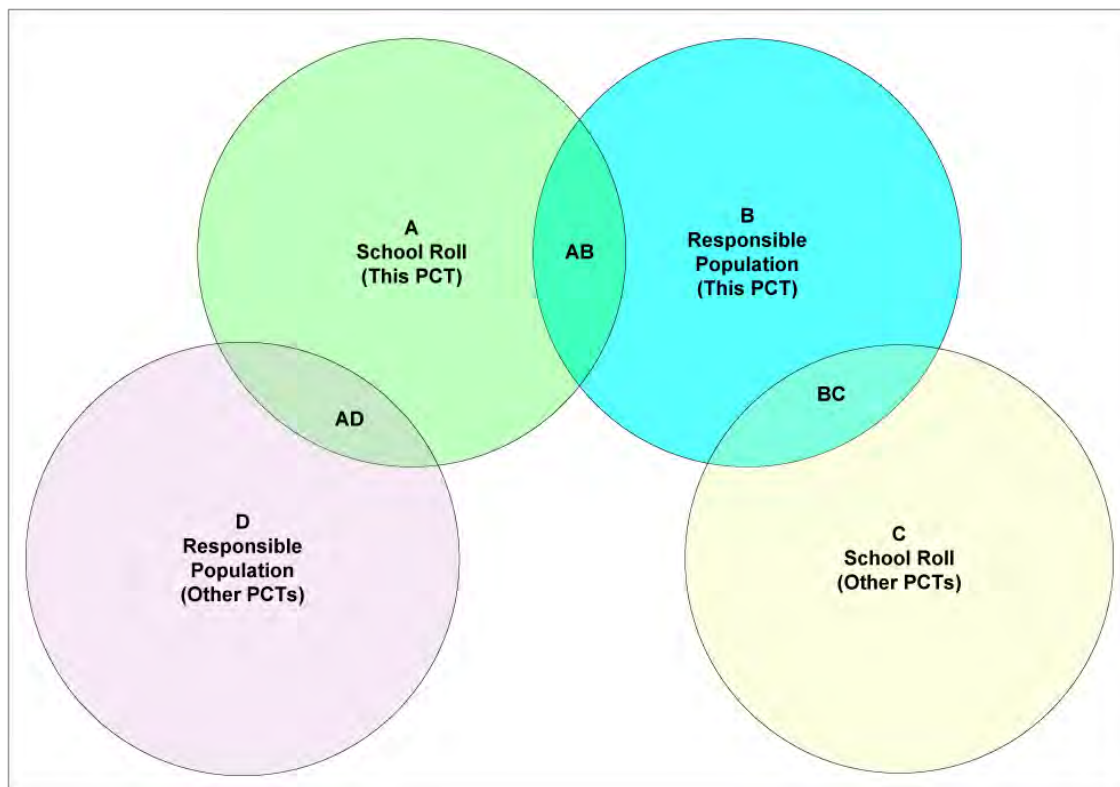 A
School Roll
(This PCT)
AB
B
Responsible
Population
(This PCT)
AD
BC
D
Responsible
Population
(Other PCTs)
C
School Roll
(Other PCTs)